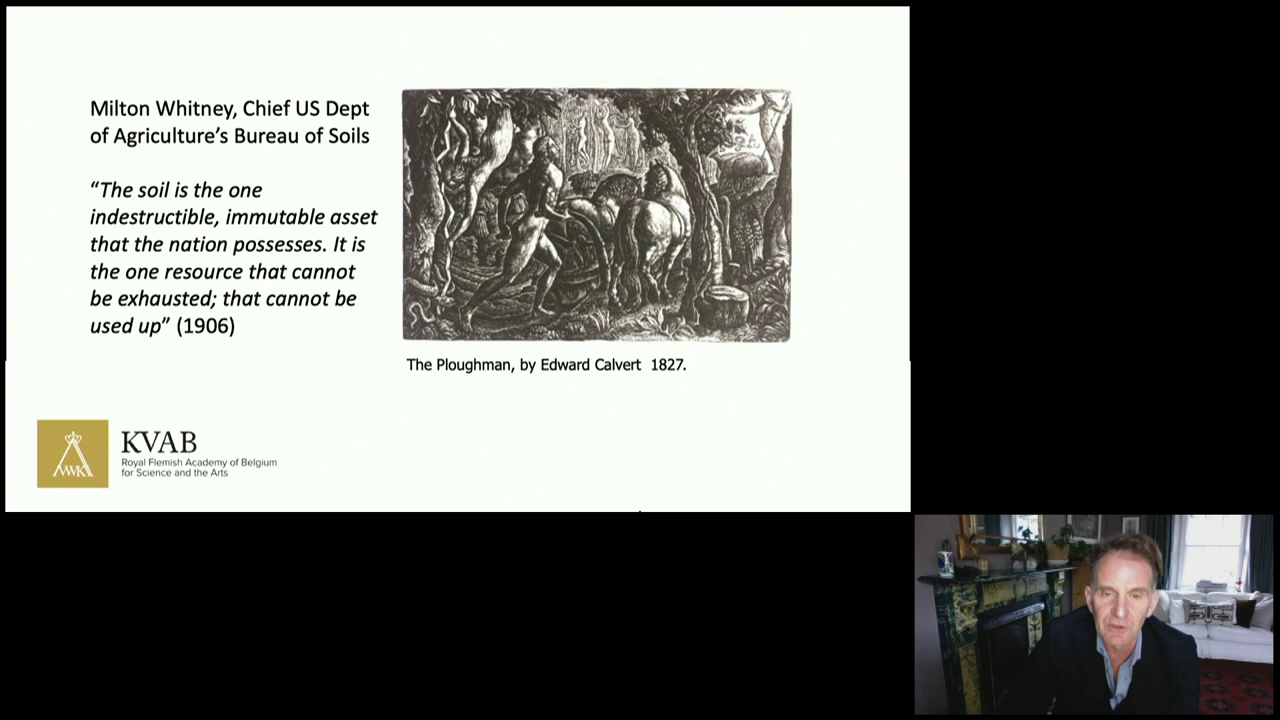 Milton Whitney, Chief US Dept
of Agriculture’s Bureau of Soils
“The soil is the one
indestructible, immutable asset
that the nation possesses. It is
the one resource that cannot
be exhausted; that cannot be
used up” (1906)
The Ploughman, by Edward Calvert  1827.
KVAB
Royal Flemish Academy of Belgium
for Science and the Arts